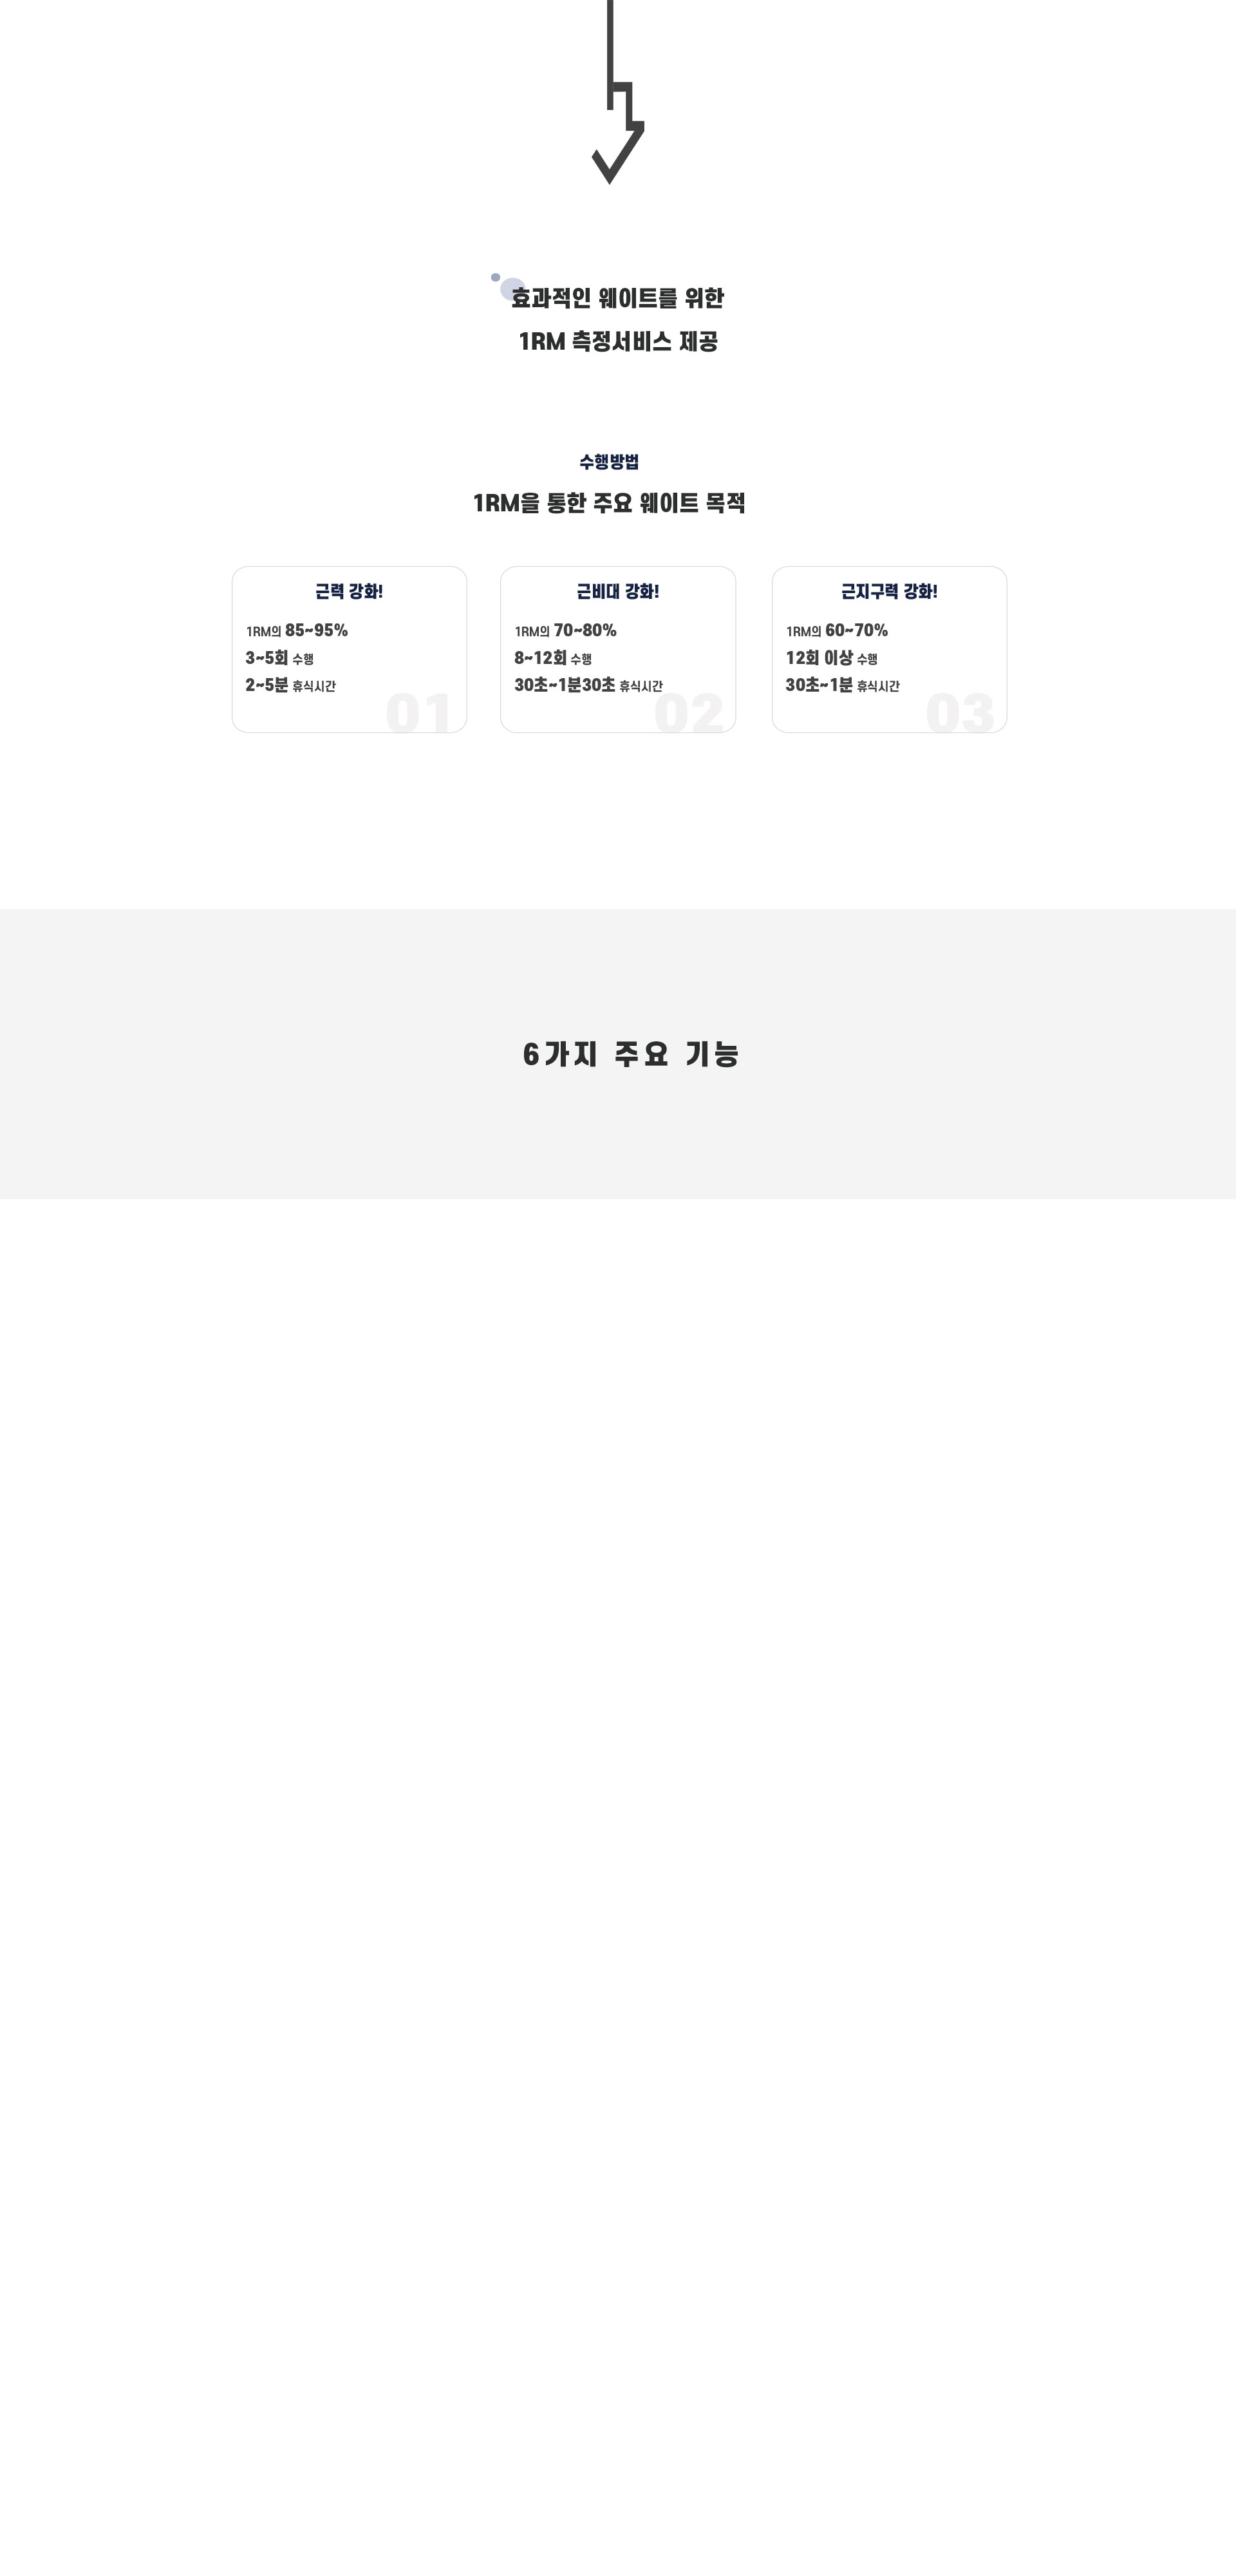 효과적인 웨이트를 위한
1RM 측정서비스 제공
수행방법
1RM을 통한 주요 웨이트 목적
근력 강화!
1RM의 85~95%
3~5회 수행
2~5분 휴식시간
01
근비대 강화!
1RM의 70~80%
8~12회 수행
30초~1분30초 휴식시간
02
근지구력 강화!
1RM의 60~70%
12회 이상 수행
30초~1분 휴식시간
03
6가지 주요 기능